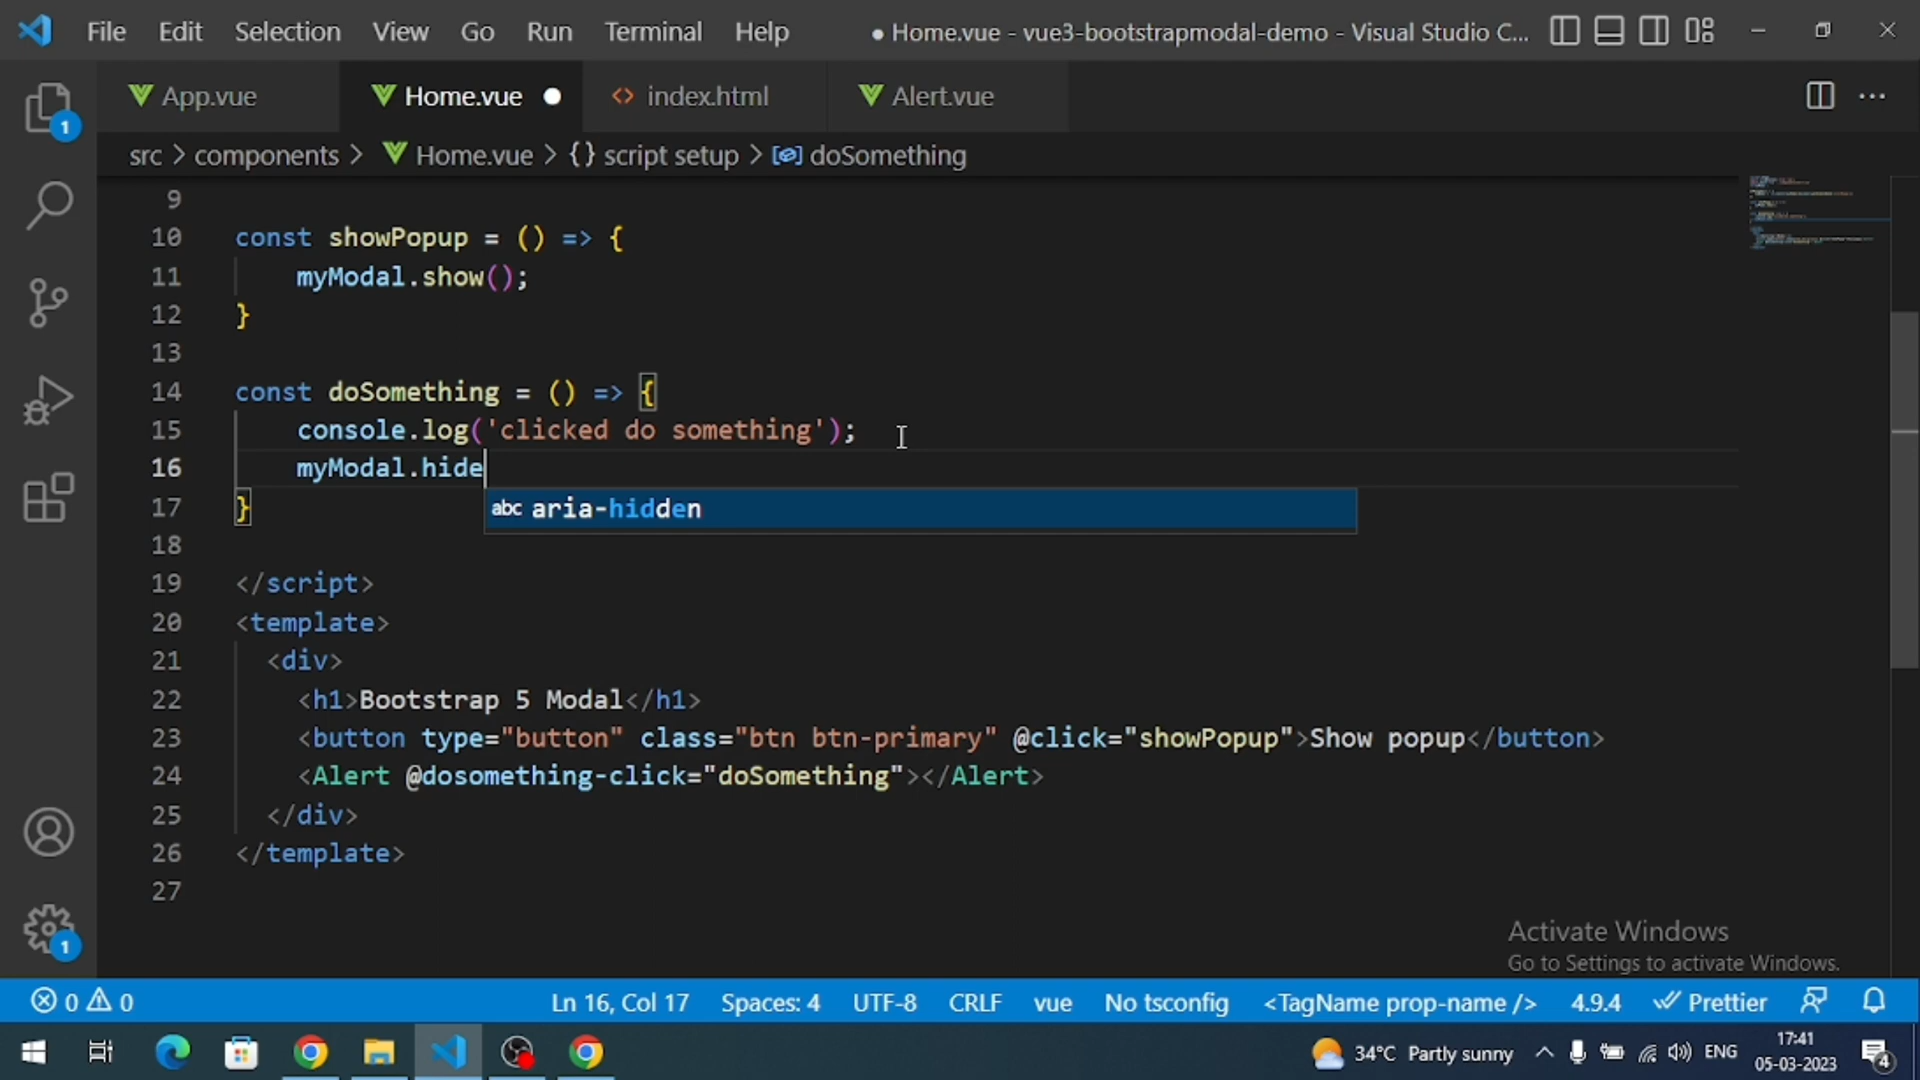 File Edit Selection View Go Run Terminal Help ● Home.vue - vue3-bootstrapmodal-demo - Visual Studio C...
App.vue Home.vue ● index.html Alert.vue ...
1
src > components > Home.vue > {} script setup > doSomething
9
10 const showPopup = () => {
11 myModal.show();
12 }
13
14 const doSomething = () => {
15 console.log('clicked do something');
16 myModal.hide
17 }
abc aria-hidden
18
19 </script>
20 <template>
21 <div>
22 <h1>Bootstrap 5 Modal</h1>
23 <button type="button" class="btn btn-primary" @click="showPopup">Show popup</button>
24 <Alert @dosomething-click="doSomething"></Alert>
25 </div>
26 </template>
27
1
Activate Windows
Go to Settings to activate Windows.
0 0 Ln 16, Col 17 Spaces: 4 UTF-8 CRLF vue No tsconfig <TagName prop-name /> 4.9.4 Prettier
34°C Partly sunny ENG 17:41
05-03-2023 4